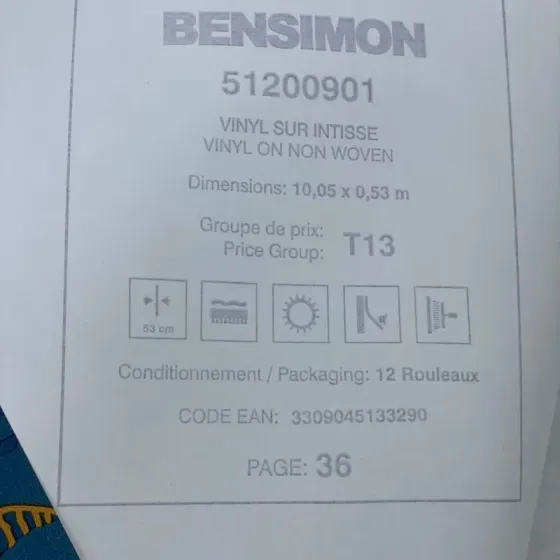 BENSIMON
51200901
VINYL SUR INTISSE
VINYL ON NON WOVEN
Dimensions: 10,05 x 0,53 m
Groupe de prix:
Price Group: T13
53 cm
Conditionnement / Packaging: 12 Rouleaux
CODE EAN: 3309045133290
PAGE: 36